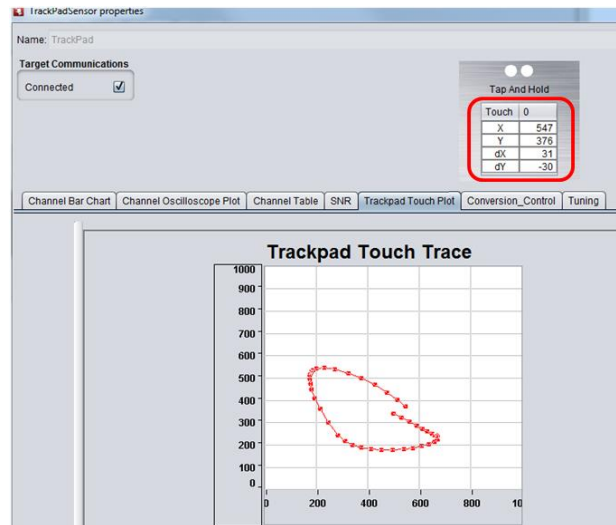 TrackPadSensor properties
Name: TrackPad
Target Communications
Connected
Tap And Hold
Touch 0
X 547
Y 376
dX 31
dY -30
Channel Bar Chart Channel Oscilloscope Plot Channel Table SNR Trackpad Touch Plot Conversion_Control Tuning
Trackpad Touch Trace
1000
900
800
700
600
500
400
300
200
100
0
0 200 400 600 800 10